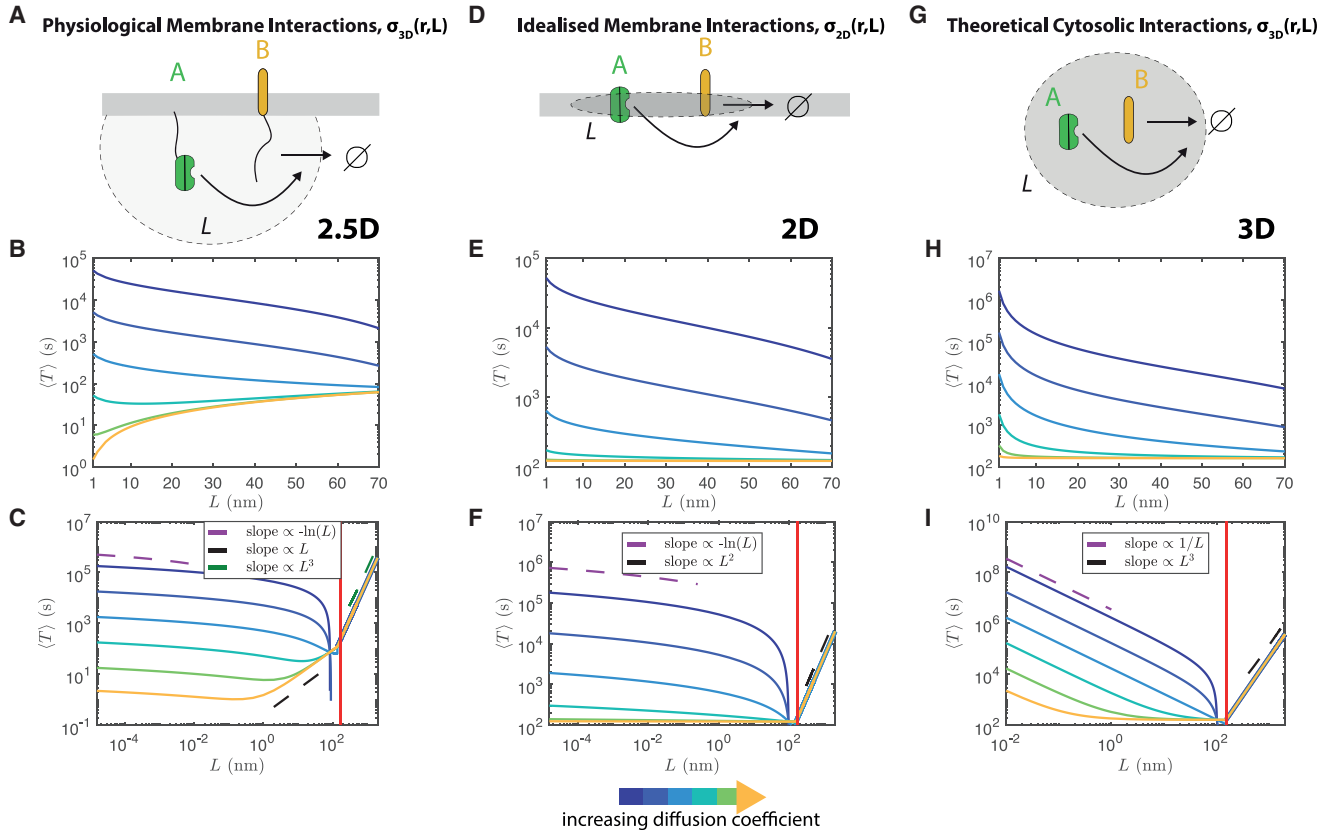 A Physiological Membrane Interactions, σ3D(r,L)
A
B
L
2.5D
D Idealised Membrane Interactions, σ2D(r,L)
A
B
L
2D
G Theoretical Cytosolic Interactions, σ3D(r,L)
A
B
L
3D
B
10^5
10^4
10^3
10^2
10^1
10^0
⟨T⟩ (s)
1 10 20 30 40 50 60 70
L (nm)
E
10^5
10^4
10^3
10^2
⟨T⟩ (s)
1 10 20 30 40 50 60 70
L (nm)
H
10^7
10^6
10^5
10^4
10^3
10^2
⟨T⟩ (s)
1 10 20 30 40 50 60 70
L (nm)
C
10^7
10^5
10^3
10^1
10^-1
⟨T⟩ (s)
slope ∝ -ln(L)
slope ∝ L
slope ∝ L^3
10^-4 10^-2 10^0 10^2
L (nm)
F
10^7
10^6
10^5
10^4
10^3
10^2
⟨T⟩ (s)
slope ∝ -ln(L)
slope ∝ L^2
10^-4 10^-2 10^0 10^2
L (nm)
I
10^10
10^8
10^6
10^4
10^2
⟨T⟩ (s)
slope ∝ 1/L
slope ∝ L^3
10^-2 10^0 10^2
L (nm)
increasing diffusion coefficient